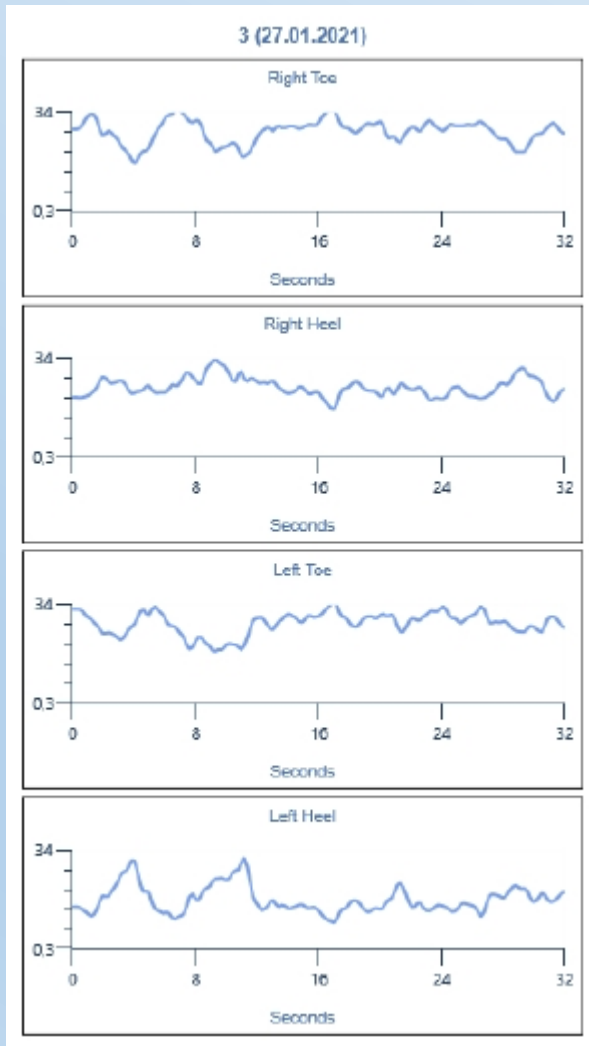 3 (27.01.2021)
Right Toe
34
0,3
0 8 16 24 32
Seconds
Right Heel
34
0,3
0 8 16 24 32
Seconds
Left Toe
34
0,3
0 8 16 24 32
Seconds
Left Heel
34
0,3
0 8 16 24 32
Seconds